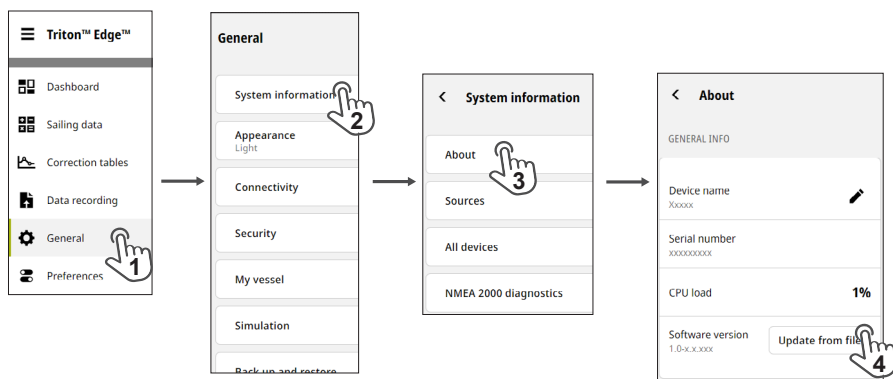 Triton™ Edge™
Dashboard
Sailing data
Correction tables
Data recording
General
Preferences
1
General
System information
2
Appearance
Light
Connectivity
Security
My vessel
Simulation
Back up and restore
System information
About
3
Sources
All devices
NMEA 2000 diagnostics
About
GENERAL INFO
Device name
Xxxxx
Serial number
xxxxxxxxx
CPU load 1%
Software version
1.0-x.x.xxx
Update from file
4